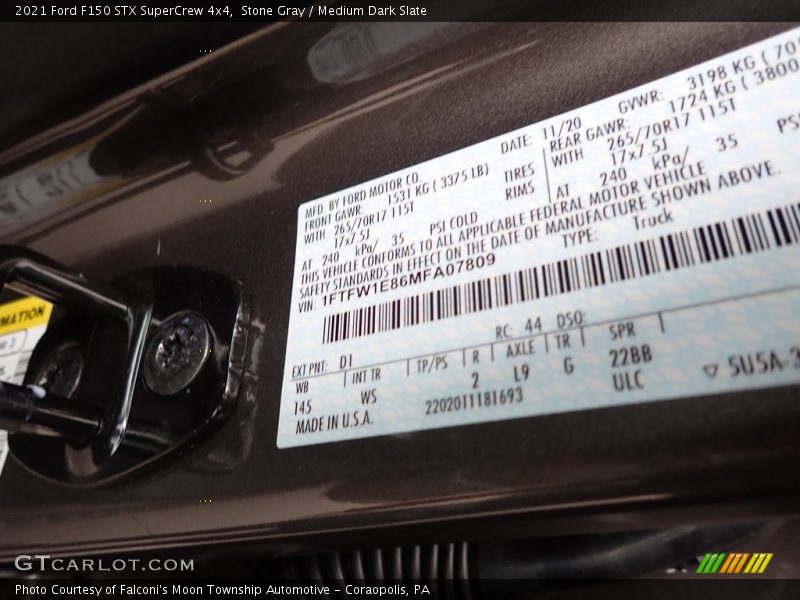 2021 Ford F150 STX SuperCrew 4x4, Stone Gray / Medium Dark Slate
MFD. BY FORD MOTOR CO.
DATE: 11/20
GVWR: 3198 KG ( 705
FRONT GAWR: 1531 KG ( 3375 LB)
REAR GAWR: 1724 KG ( 3800
WITH 265/70R17 115T
TIRES
WITH 265/70R17 115T
17x7.5J
RIMS
17x7.5J
AT 240 kPa/ 35 PSI COLD
AT 240 kPa/ 35 PSI
THIS VEHICLE CONFORMS TO ALL APPLICABLE FEDERAL MOTOR VEHICLE
SAFETY STANDARDS IN EFFECT ON THE DATE OF MANUFACTURE SHOWN ABOVE.
VIN: 1FTFW1E86MFA07809
TYPE: Truck
EXT PNT: D1
RC: 44 DSO:
WB INT TR TP/PS R AXLE TR SPR
145 WS 2 L9 G 22BB
ULC
5U5A-3
MADE IN U.S.A.
2202011181693
MATION
GTCARLOT.COM
Photo Courtesy of Falconi's Moon Township Automotive - Coraopolis, PA